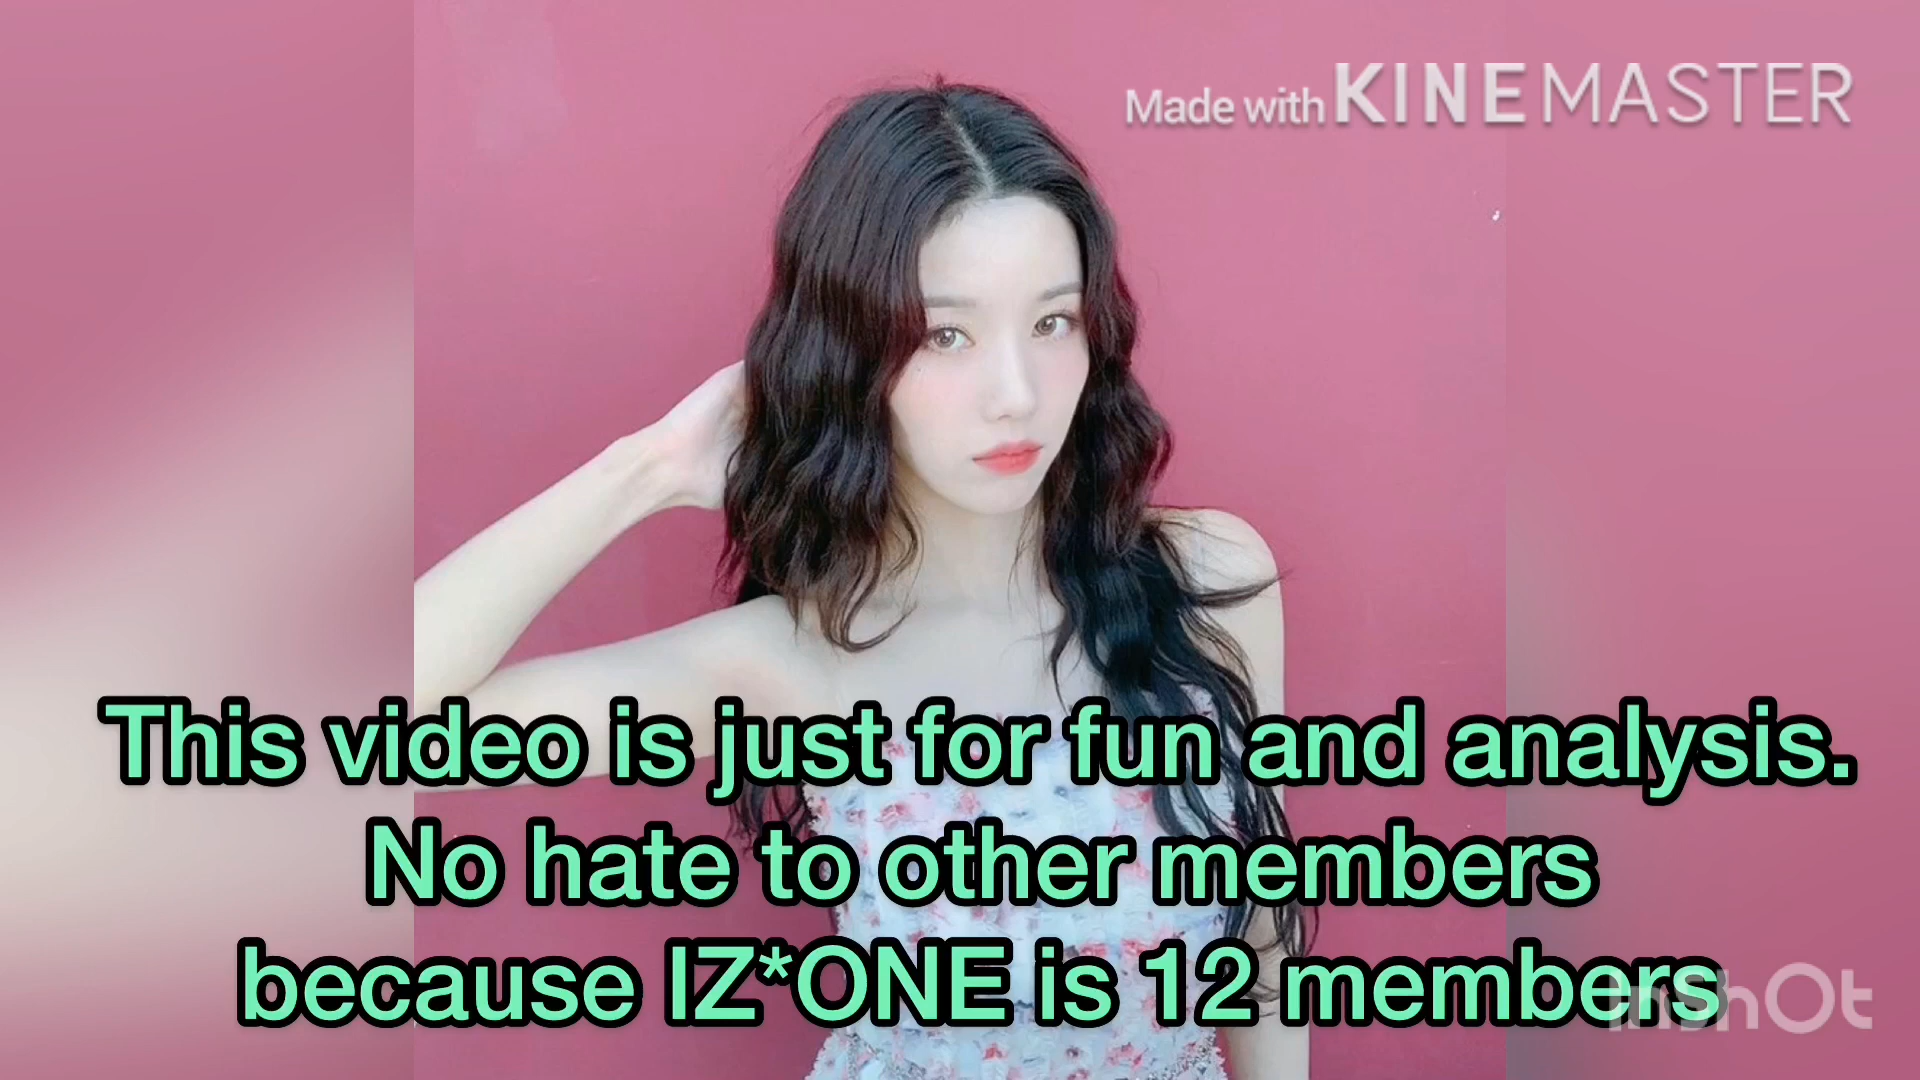 Made with KINEMASTER
This video is just for fun and analysis.
No hate to other members
because IZ*ONE is 12 members
InShOt